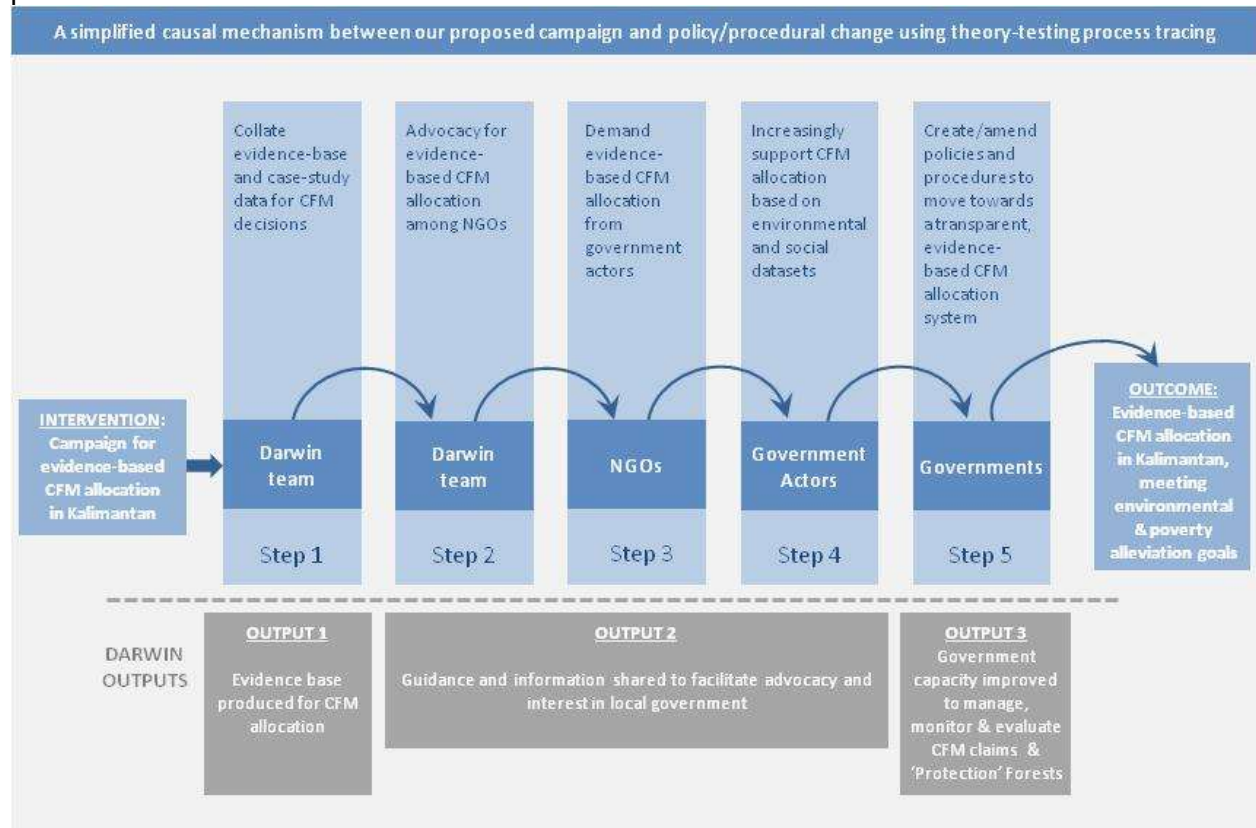 A simplified causal mechanism between our proposed campaign and policy/procedural change using theory-testing process tracing
Collate
evidence-base
and case-study
data for CFM
decisions
Advocacy for
evidence-
based CFM
allocation
among NGOs
Demand
evidence-
based CFM
allocation
from
government
actors
Increasingly
support CFM
allocation
based on
environmental
and social
datasets
Create/amend
policies and
procedures to
move towards
a transparent,
evidence-
based CFM
allocation
system
INTERVENTION:
Campaign for
evidence-based
CFM allocation
in Kalimantan
Darwin
team
Darwin
team
NGOs
Government
Actors
Governments
OUTCOME:
Evidence-based
CFM allocation
in Kalimantan,
meeting
environmental
& poverty
alleviation goals
Step 1
Step 2
Step 3
Step 4
Step 5
DARWIN
OUTPUTS
OUTPUT 1
Evidence base
produced for CFM
allocation
OUTPUT 2
Guidance and information shared to facilitate advocacy and
interest in local government
OUTPUT 3
Government
capacity improved
to manage,
monitor & evaluate
CFM claims &
'Protection' Forests